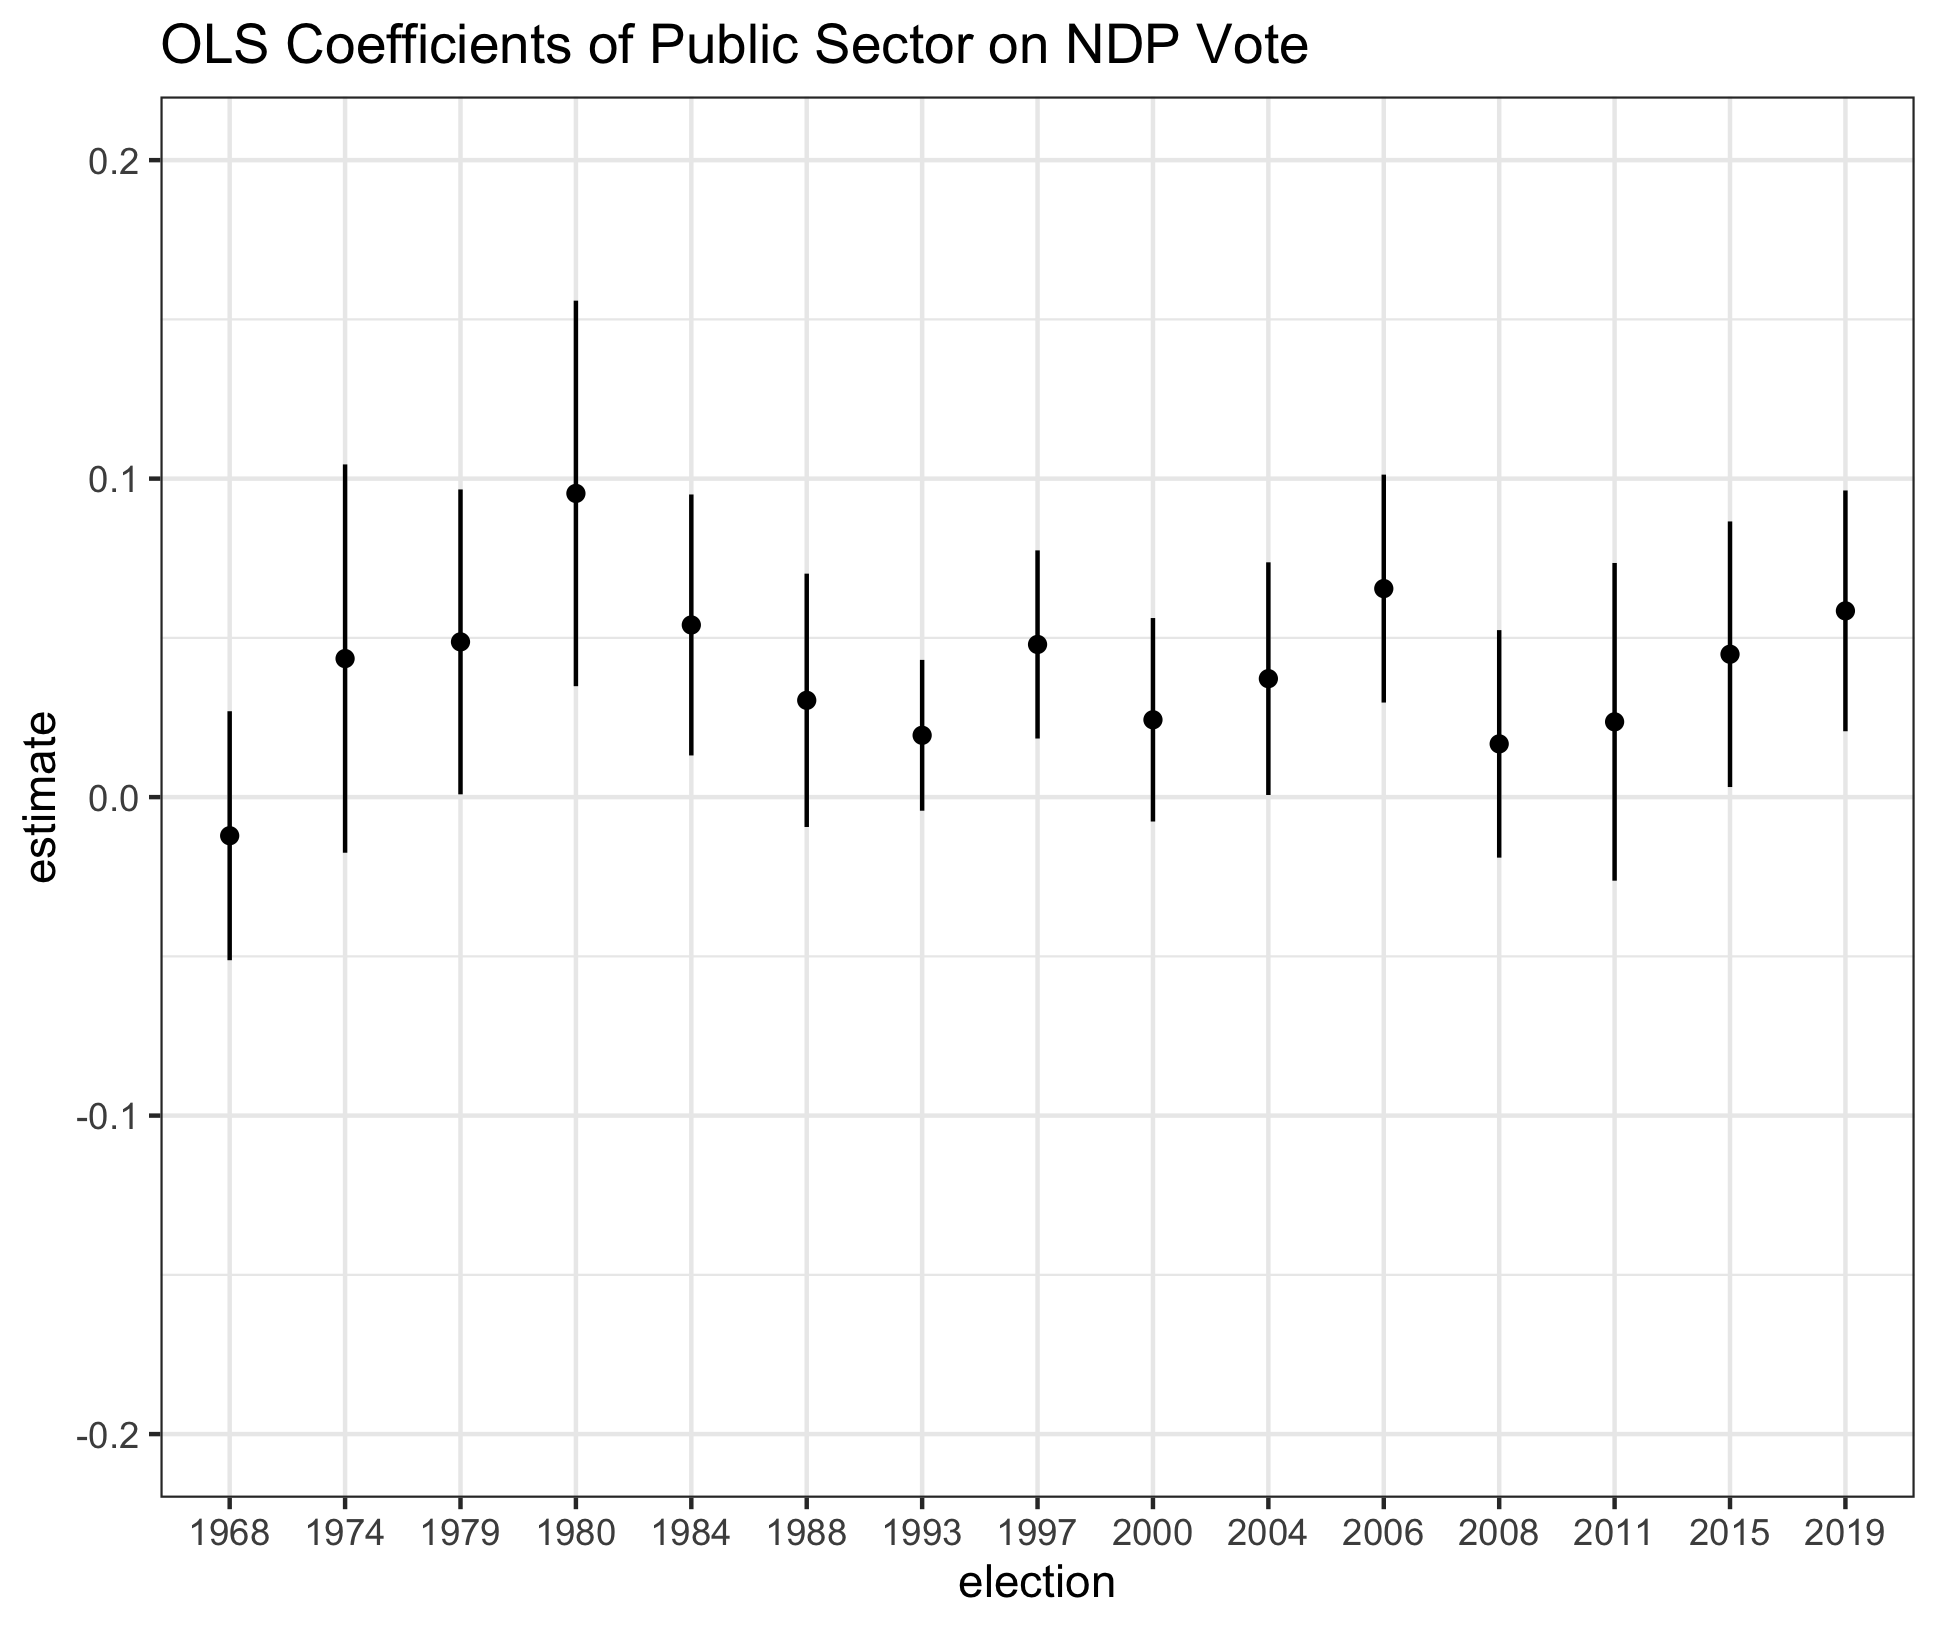 OLS Coefficients of Public Sector on NDP Vote
0.2
0.1
0.0
-0.1
-0.2
estimate
1968 1974 1979 1980 1984 1988 1993 1997 2000 2004 2006 2008 2011 2015 2019
election